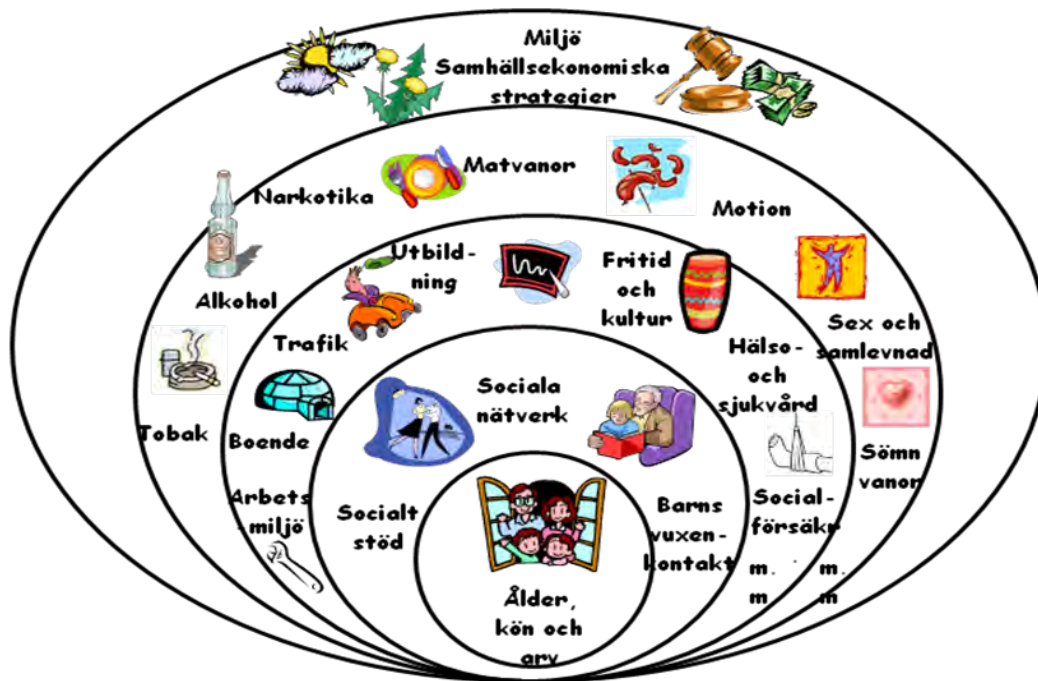 Miljö
Samhällsekonomiska
strategier
Matvanor
Narkotika
Motion
Utbild-
ning
Fritid
och
kultur
Alkohol
Trafik
Sex och
samlevnad
Hälso-
och
sjukvård
Sociala
nätverk
Tobak
Boende
Sömn
vanor
Arbets
-miljö
Socialt
stöd
Barns
vuxen-
kontakt
Social-
försäkr
m. m.
m m
Ålder,
kön och
arv